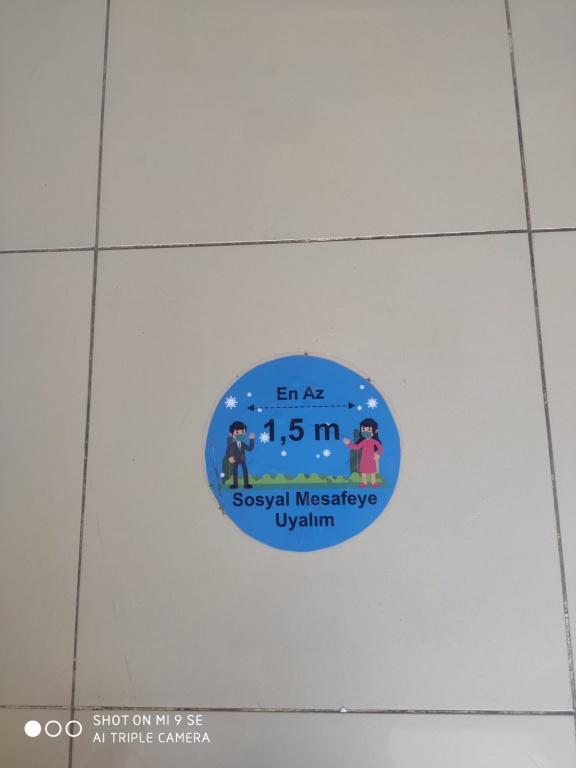 En Az
1,5 m
Sosyal Mesafeye
Uyalım
SHOT ON MI 9 SE
AI TRIPLE CAMERA